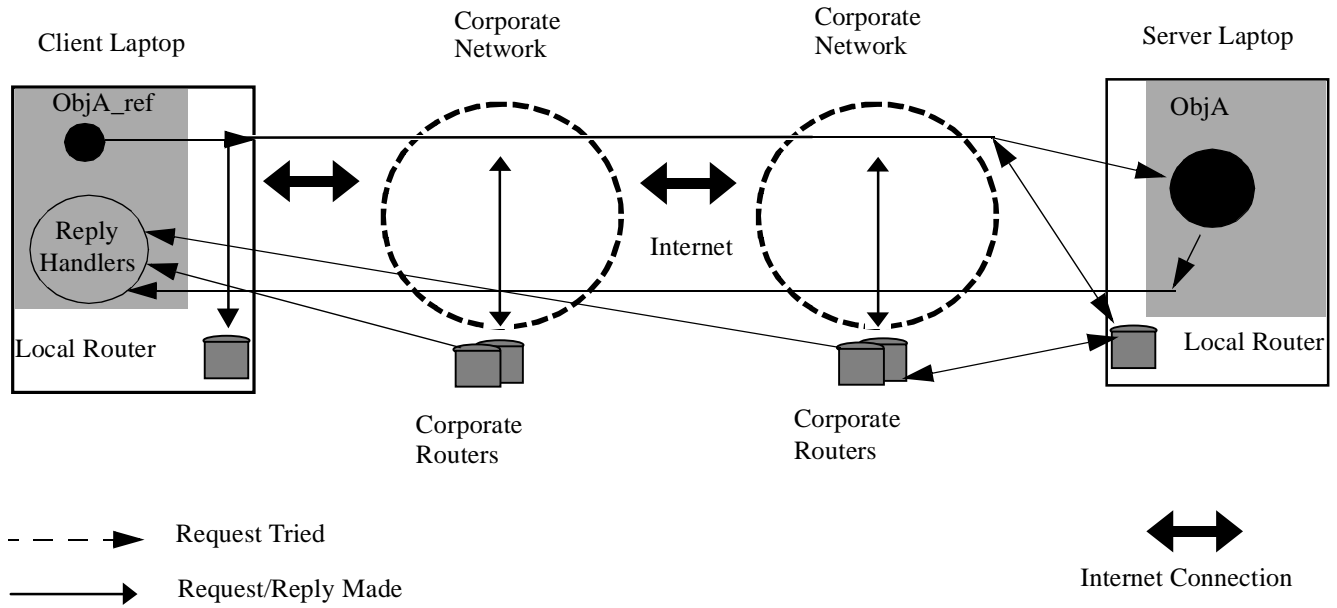 Corporate
Network
Corporate
Network
Client Laptop
Server Laptop
ObjA_ref
ObjA
Reply
Handlers
Internet
Local Router
Local Router
Corporate
Routers
Corporate
Routers
Request Tried
Request/Reply Made
Internet Connection